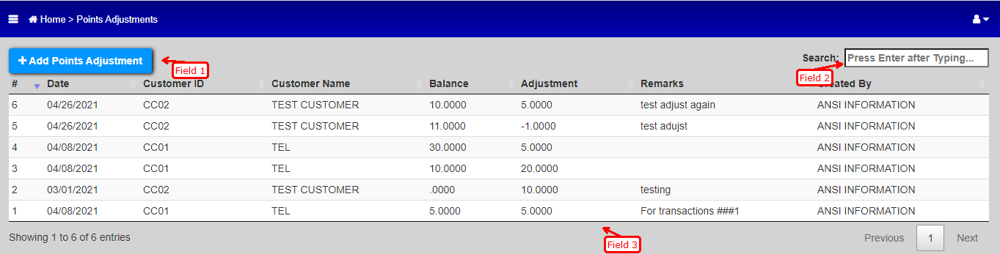 Home > Points Adjustments
Add Points Adjustment
Field 1
Search: Press Enter after Typing...
Field 2
# Date Customer ID Customer Name Balance Adjustment Remarks Created By
6 04/26/2021 CC02 TEST CUSTOMER 10.0000 5.0000 test adjust again ANSI INFORMATION
5 04/26/2021 CC02 TEST CUSTOMER 11.0000 -1.0000 test adujst ANSI INFORMATION
4 04/08/2021 CC01 TEL 30.0000 5.0000 ANSI INFORMATION
3 04/08/2021 CC01 TEL 10.0000 20.0000 ANSI INFORMATION
2 03/01/2021 CC02 TEST CUSTOMER .0000 10.0000 testing ANSI INFORMATION
1 04/08/2021 CC01 TEL 5.0000 5.0000 For transactions ###1 ANSI INFORMATION
Showing 1 to 6 of 6 entries
Field 3
Previous 1 Next